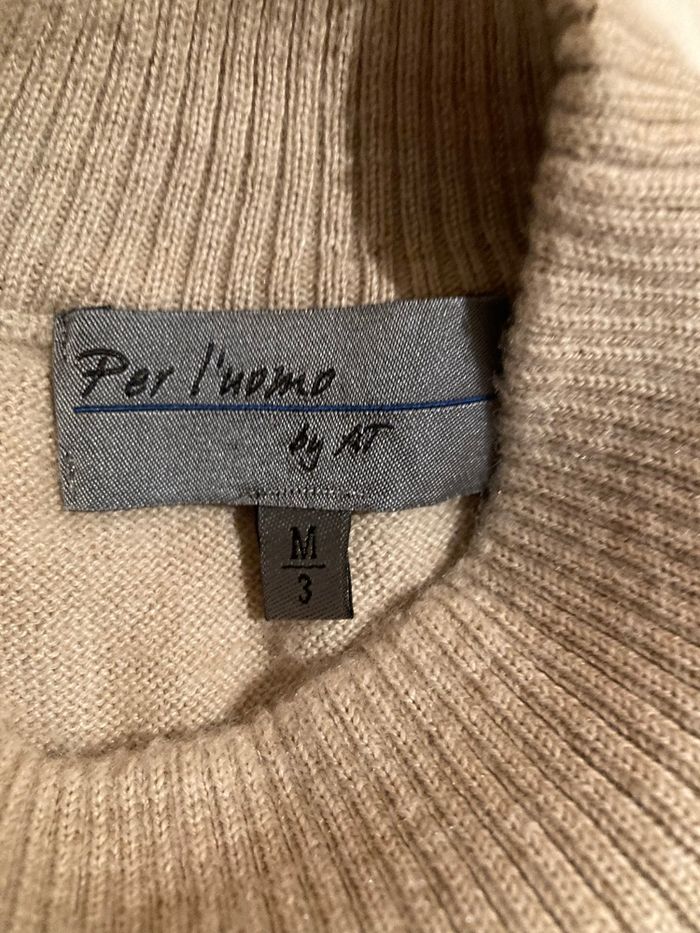 Per l'uomo
by AT
M
3